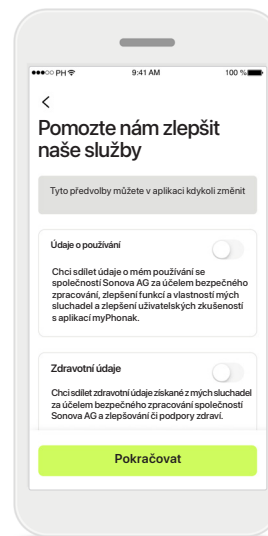 PH 9:41 AM 100 %
Pomozte nám zlepšit
naše služby
Tyto předvolby můžete v aplikaci kdykoli změnit
Údaje o používání
Chci sdílet údaje o mém používání se
společností Sonova AG za účelem bezpečného
zpracování, zlepšení funkcí a vlastností mých
sluchadel a zlepšení uživatelských zkušeností
s aplikací myPhonak.
Zdravotní údaje
Chci sdílet zdravotní údaje získané z mých sluchadel
za účelem bezpečného zpracování společností
Sonova AG a zlepšování či podpory zdraví.
Pokračovat